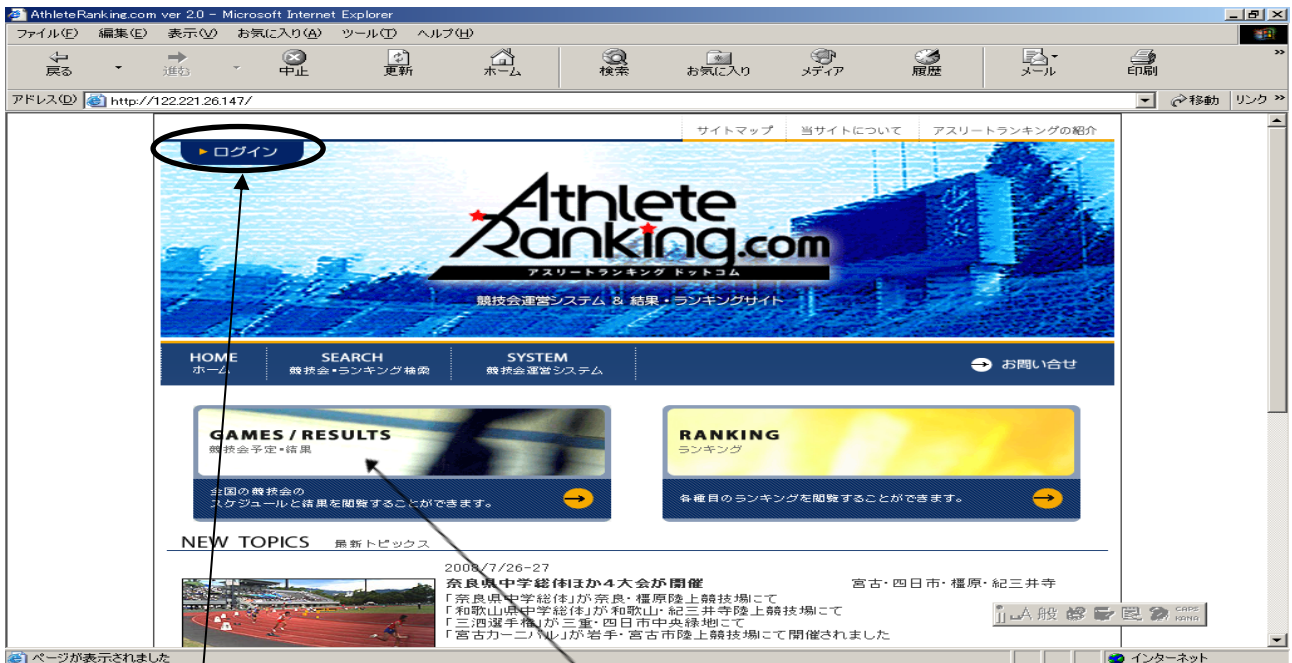 AthleteRanking.com ver 2.0 - Microsoft Internet Explorer
ファイル(F) 編集(E) 表示(V) お気に入り(A) ツール(T) ヘルプ(H)
戻る 進む 中止 更新 ホーム 検索 お気に入り メディア 履歴 メール 印刷
アドレス(D) http://122.221.26.147/ 移動 リンク
サイトマップ 当サイトについて アスリートランキングの紹介
ログイン
Athlete
Ranking.com
アスリートランキング ドットコム
競技会運営システム & 結果・ランキングサイト
HOME SEARCH SYSTEM
ホーム 競技会・ランキング検索 競技会運営システム お問い合せ
GAMES / RESULTS
競技会予定・結果
全国の競技会の
スケジュールと結果を閲覧することができます。
RANKING
ランキング
各種目のランキングを閲覧することができます。
NEW TOPICS 最新トピックス
2008/7/26-27
奈良県中学総体ほか4大会が開催 宮古・四日市・橿原・紀三井寺
「奈良県中学総体」が奈良・橿原陸上競技場にて
「和歌山県中学総体」が和歌山・紀三井寺陸上競技場にて
「三泗選手権」が三重・四日市中央緑地にて
「宮古カーニバル」が岩手・宮古市陸上競技場にて開催されました
A 般
CAPS
KANA
ページが表示されました インターネット